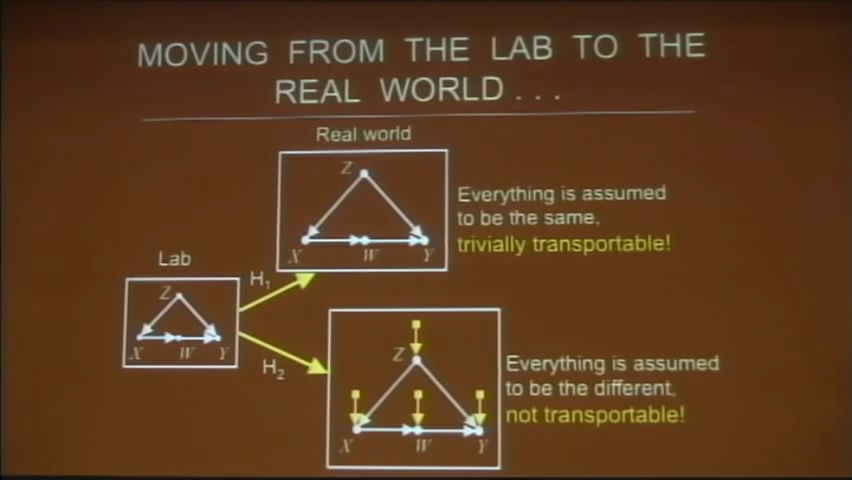 MOVING FROM THE LAB TO THE
REAL WORLD . . .
Real world
Z
X W Y
Everything is assumed
to be the same,
trivially transportable!
Lab
Z
X W Y
H1
H2
Z
X W Y
Everything is assumed
to be the different,
not transportable!